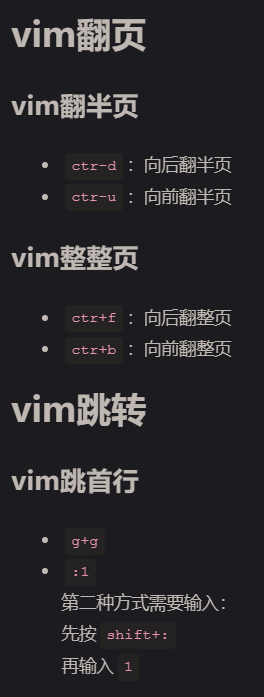 vim翻页
vim翻半页
ctr-d：向后翻半页
ctr-u：向前翻半页
vim整整页
ctr+f：向后翻整页
ctr+b：向前翻整页
vim跳转
vim跳首行
g+g
:1
第二种方式需要输入：
先按 shift+:
再输入 1